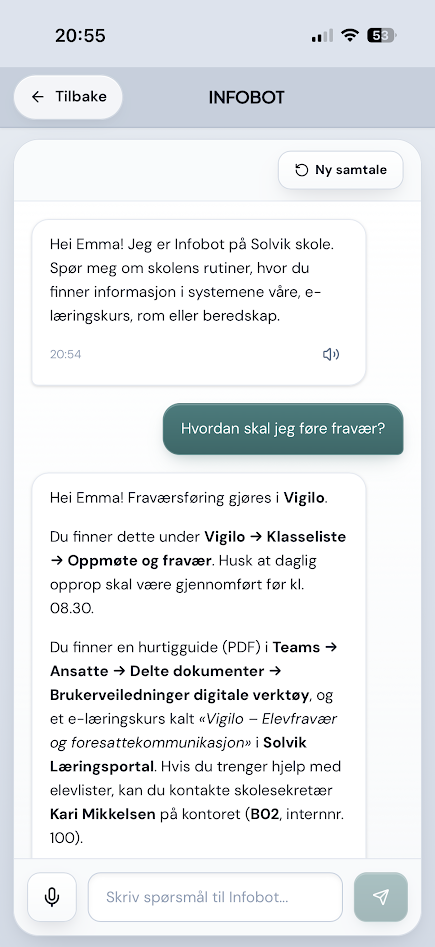 20:55
53
← Tilbake
INFOBOT
Ny samtale
Hei Emma! Jeg er Infobot på Solvik skole.
Spør meg om skolens rutiner, hvor du
finner informasjon i systemene våre, e-
læringskurs, rom eller beredskap.
20:54
Hvordan skal jeg føre fravær?
Hei Emma! Fraværsføring gjøres i Vigilo.
Du finner dette under Vigilo → Klasseliste
→ Oppmøte og fravær. Husk at daglig
opprop skal være gjennomført før kl.
08.30.
Du finner en hurtigguide (PDF) i Teams →
Ansatte → Delte dokumenter →
Brukerveiledninger digitale verktøy, og
et e-læringskurs kalt «Vigilo – Elevfravær
og foresattekommunikasjon» i Solvik
Læringsportal. Hvis du trenger hjelp med
elevlister, kan du kontakte skolesekretær
Kari Mikkelsen på kontoret (B02, internnr.
100).
Skriv spørsmål til Infobot...